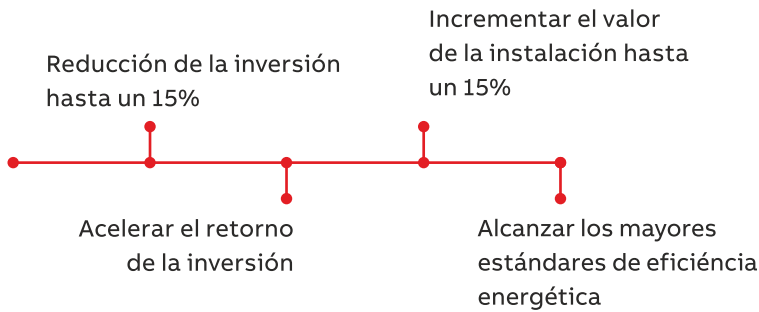 Reducción de la inversión
hasta un 15%
Acelerar el retorno
de la inversión
Incrementar el valor
de la instalación hasta
un 15%
Alcanzar los mayores
estándares de eficiéncia
energética